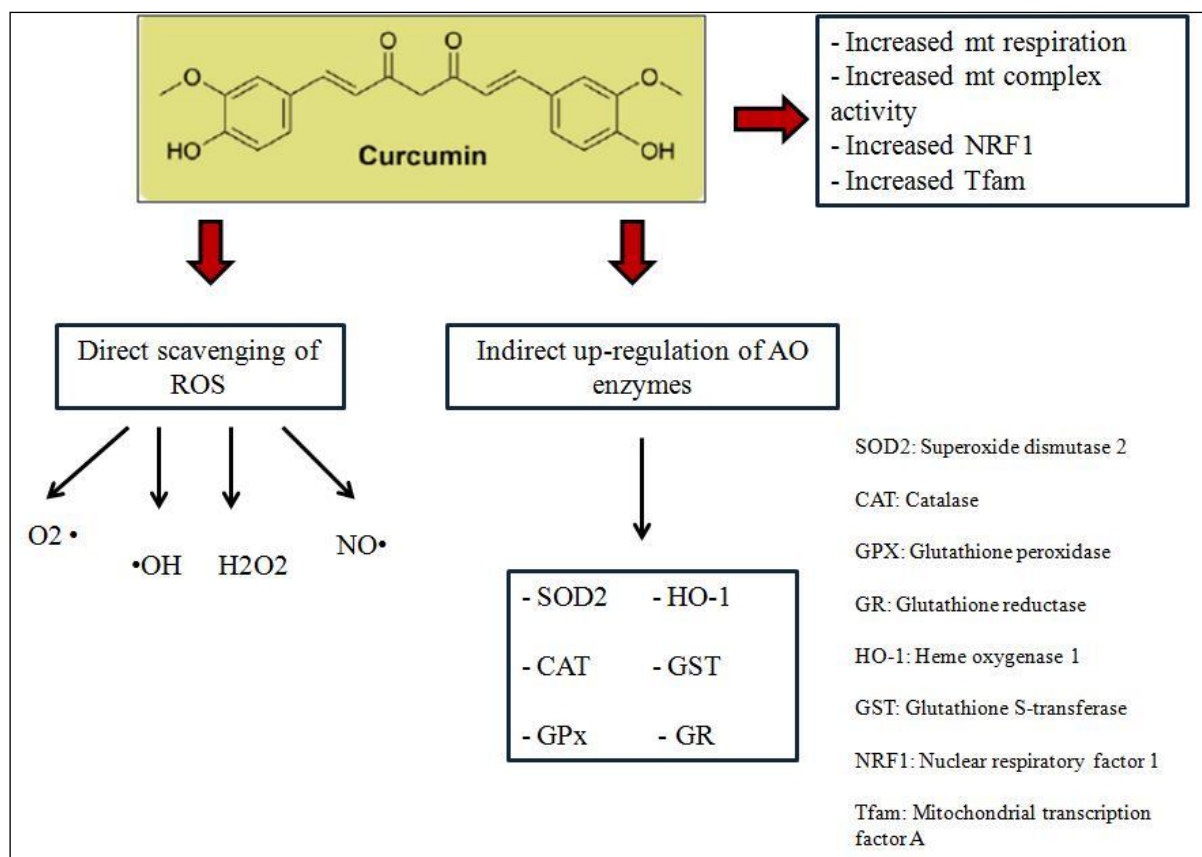 O O
O O
HO OH
Curcumin
- Increased mt respiration
- Increased mt complex
activity
- Increased NRF1
- Increased Tfam
Direct scavenging of
ROS
Indirect up-regulation of AO
enzymes
O2 •
•OH
H2O2
NO•
- SOD2 - HO-1
- CAT - GST
- GPx - GR
SOD2: Superoxide dismutase 2
CAT: Catalase
GPX: Glutathione peroxidase
GR: Glutathione reductase
HO-1: Heme oxygenase 1
GST: Glutathione S-transferase
NRF1: Nuclear respiratory factor 1
Tfam: Mitochondrial transcription
factor A